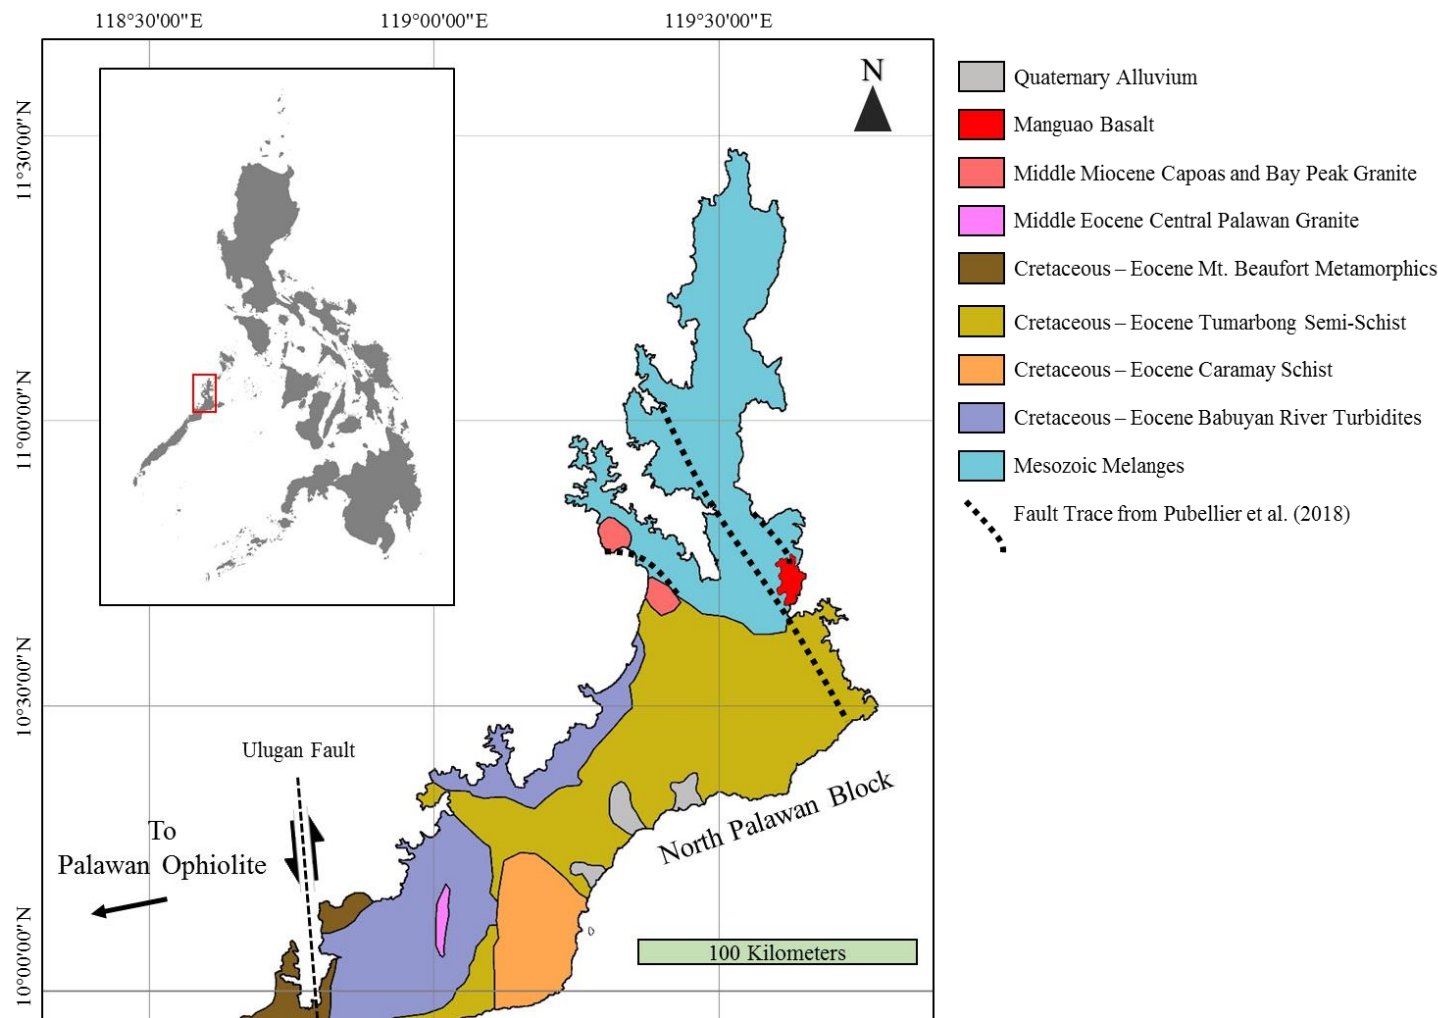 118°30'00"E
119°00'00"E
119°30'00"E
11°30'00"N
11°00'00"N
10°30'00"N
10°00'00"N
N
Quaternary Alluvium
Manguao Basalt
Middle Miocene Capoas and Bay Peak Granite
Middle Eocene Central Palawan Granite
Cretaceous – Eocene Mt. Beaufort Metamorphics
Cretaceous – Eocene Tumarbong Semi-Schist
Cretaceous – Eocene Caramay Schist
Cretaceous – Eocene Babuyan River Turbidites
Mesozoic Melanges
Fault Trace from Pubellier et al. (2018)
Ulugan Fault
To
Palawan Ophiolite
North Palawan Block
100 Kilometers